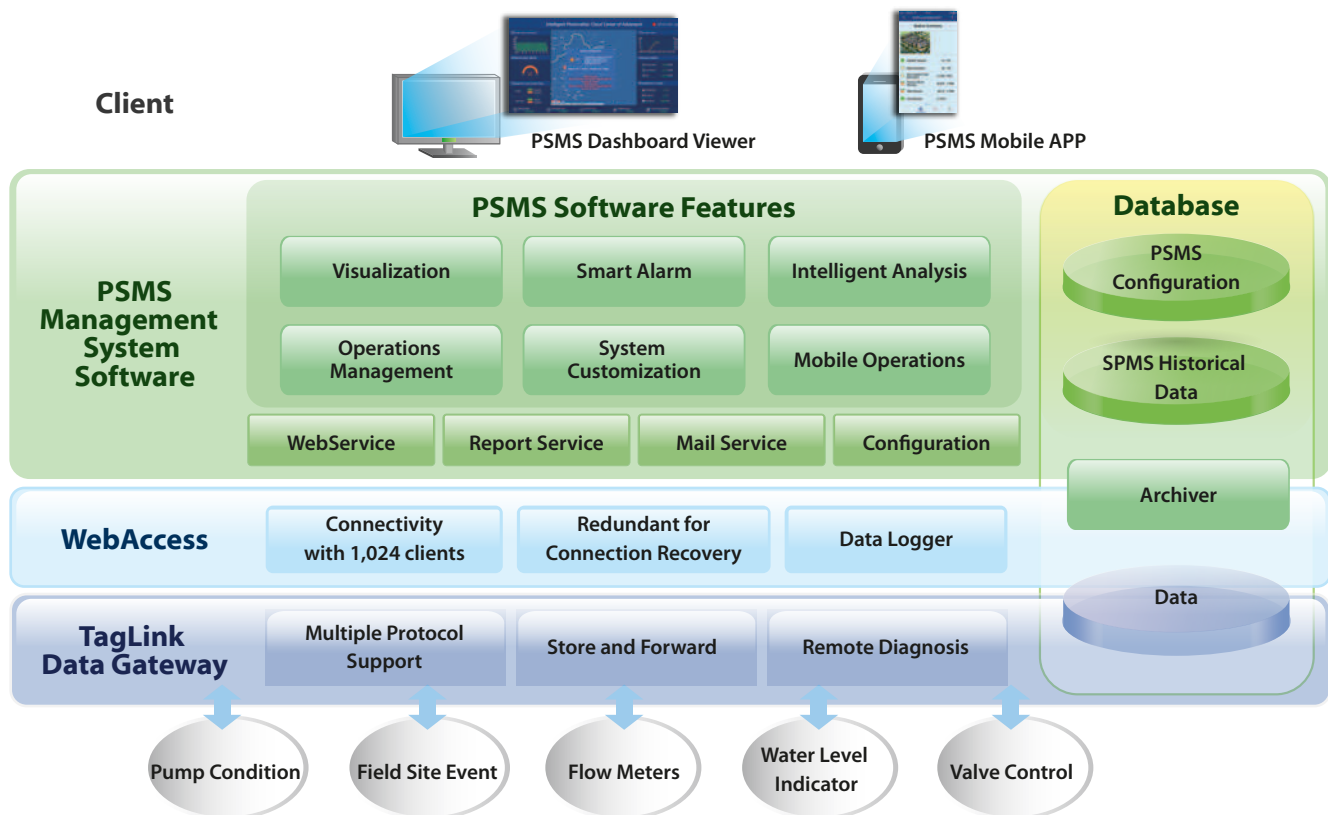 Client
PSMS Dashboard Viewer
PSMS Mobile APP
PSMS
Management
System
Software
PSMS Software Features
Visualization
Smart Alarm
Intelligent Analysis
Operations
Management
System
Customization
Mobile Operations
WebService
Report Service
Mail Service
Configuration
Database
PSMS
Configuration
SPMS Historical
Data
Archiver
Data
WebAccess
Connectivity
with 1,024 clients
Redundant for
Connection Recovery
Data Logger
TagLink
Data Gateway
Multiple Protocol
Support
Store and Forward
Remote Diagnosis
Pump Condition
Field Site Event
Flow Meters
Water Level
Indicator
Valve Control